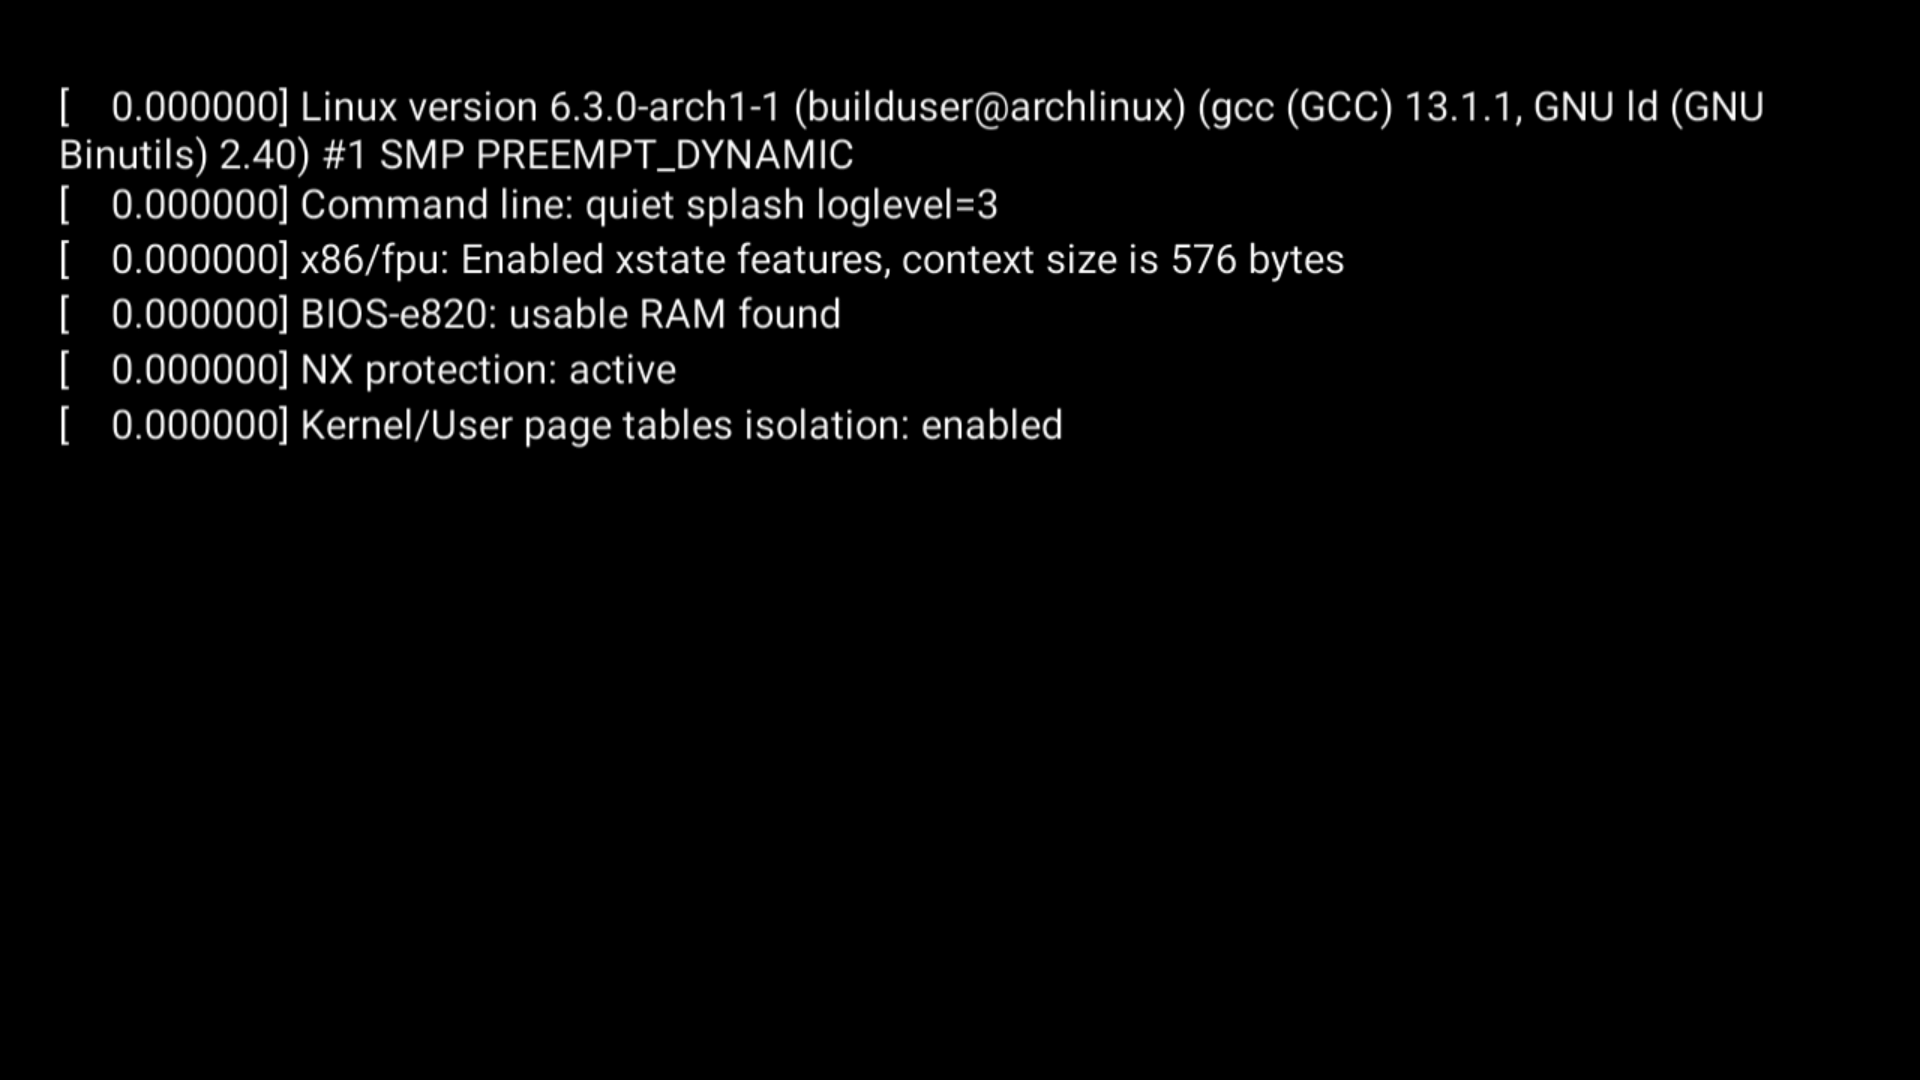 [    0.000000] Linux version 6.3.0-arch1-1 (builduser@archlinux) (gcc (GCC) 13.1.1, GNU ld (GNU
Binutils) 2.40) #1 SMP PREEMPT_DYNAMIC
[    0.000000] Command line: quiet splash loglevel=3
[    0.000000] x86/fpu: Enabled xstate features, context size is 576 bytes
[    0.000000] BIOS-e820: usable RAM found
[    0.000000] NX protection: active
[    0.000000] Kernel/User page tables isolation: enabled